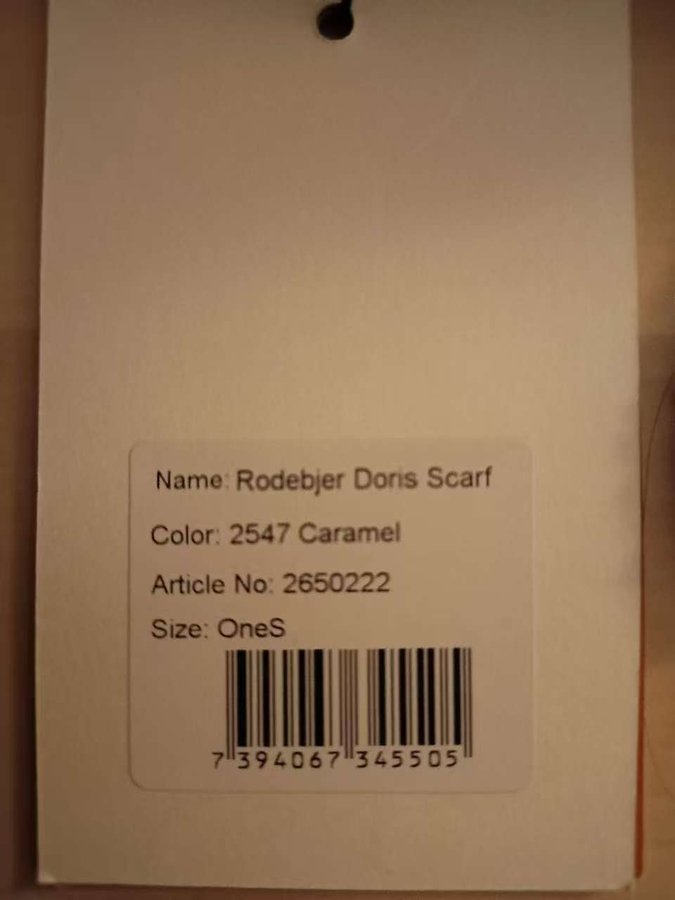 Name: Rodebjer Doris Scarf
Color: 2547 Caramel
Article No: 2650222
Size: OneS
7 394067 345505